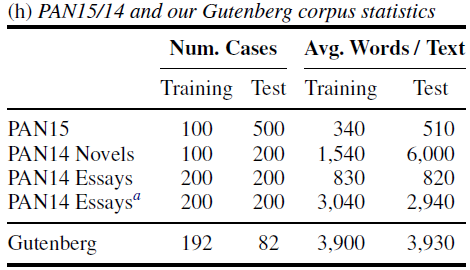 (h) PAN15/14 and our Gutenberg corpus statistics
Num. Cases Avg. Words / Text
Training Test Training Test
PAN15 100 500 340 510
PAN14 Novels 100 200 1,540 6,000
PAN14 Essays 200 200 830 820
PAN14 Essaysᵃ 200 200 3,040 2,940
Gutenberg 192 82 3,900 3,930